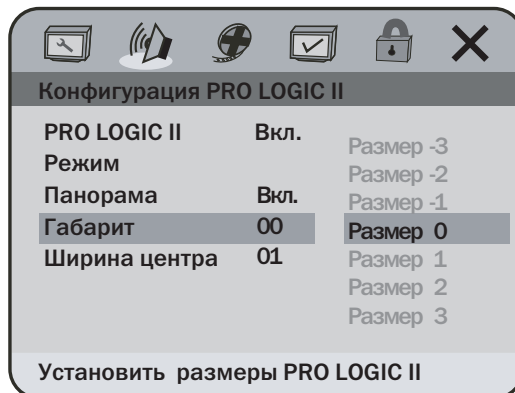 Конфигурация PRO LOGIC II
PRO LOGIC II Вкл.
Режим
Панорама Вкл.
Габарит 00
Ширина центра 01
Размер -3
Размер -2
Размер -1
Размер 0
Размер 1
Размер 2
Размер 3
Установить размеры PRO LOGIC II